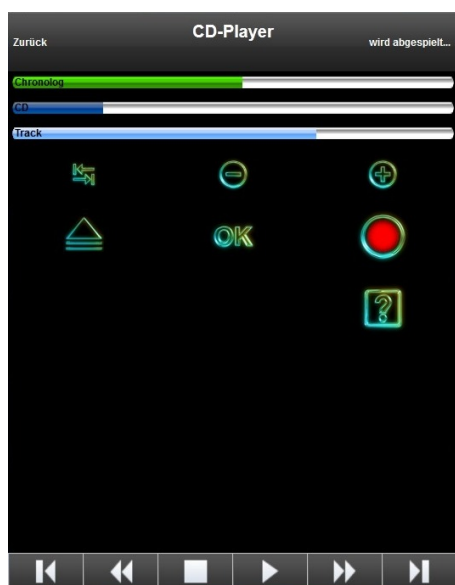 CD-Player
Zurück
wird abgespielt...
Chronolog
CD
Track
OK
?